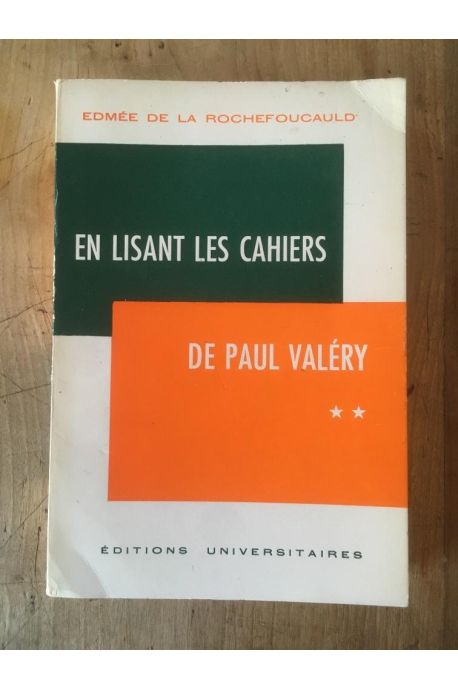 EDMÉE DE LA ROCHEFOUCAULD
EN LISANT LES CAHIERS
DE PAUL VALÉRY
★ ★
ÉDITIONS UNIVERSITAIRES